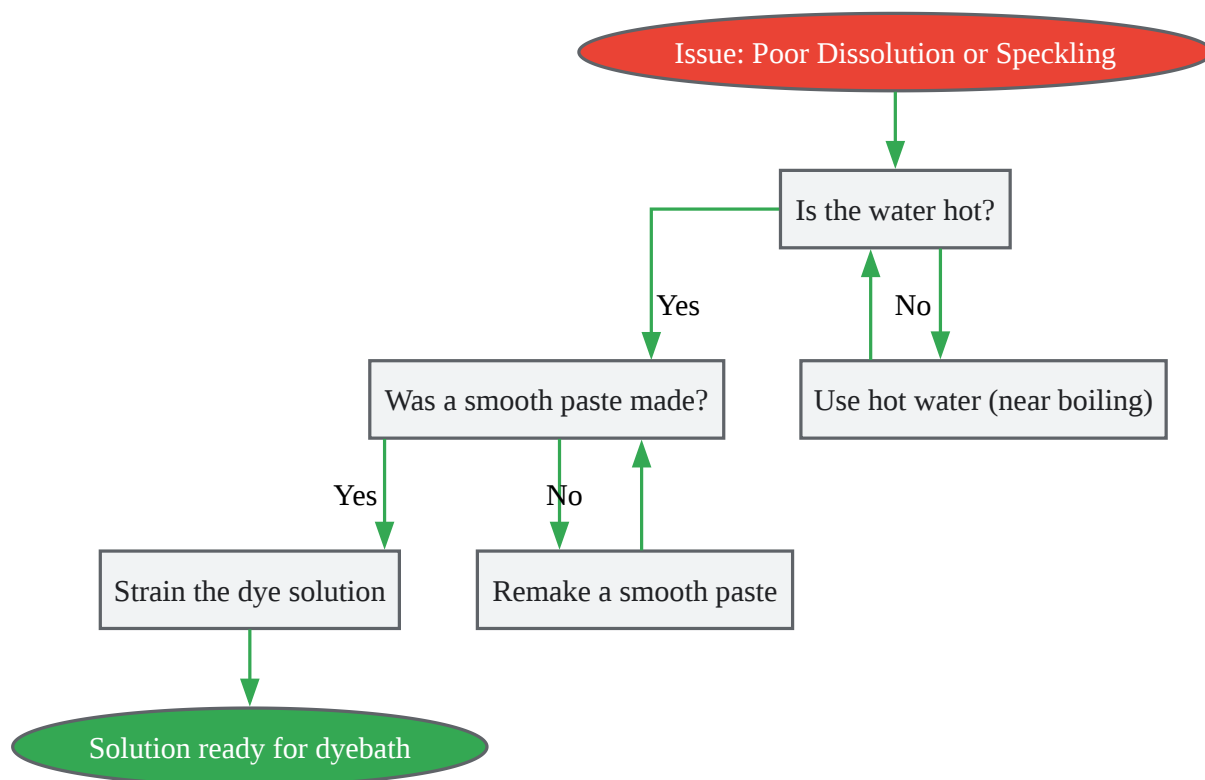 Issue: Poor Dissolution or Speckling
Is the water hot?
Yes
No
Was a smooth paste made?
Use hot water (near boiling)
Yes
No
Strain the dye solution
Remake a smooth paste
Solution ready for dyebath